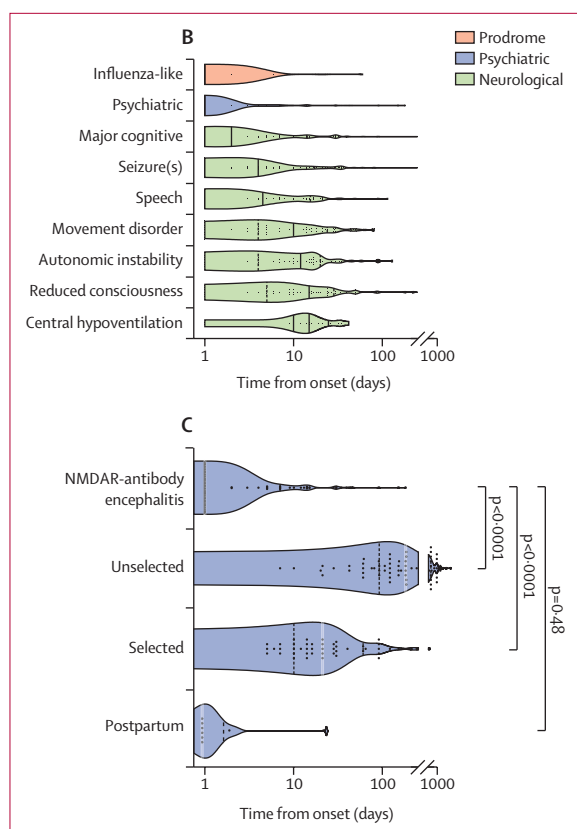 B
Prodrome
Psychiatric
Neurological
Influenza-like
Psychiatric
Major cognitive
Seizure(s)
Speech
Movement disorder
Autonomic instability
Reduced consciousness
Central hypoventilation
1 10 100 1000
Time from onset (days)
C
NMDAR-antibody
encephalitis
Unselected
Selected
Postpartum
p<0·0001
p<0·0001
p=0·48
1 10 100 1000
Time from onset (days)